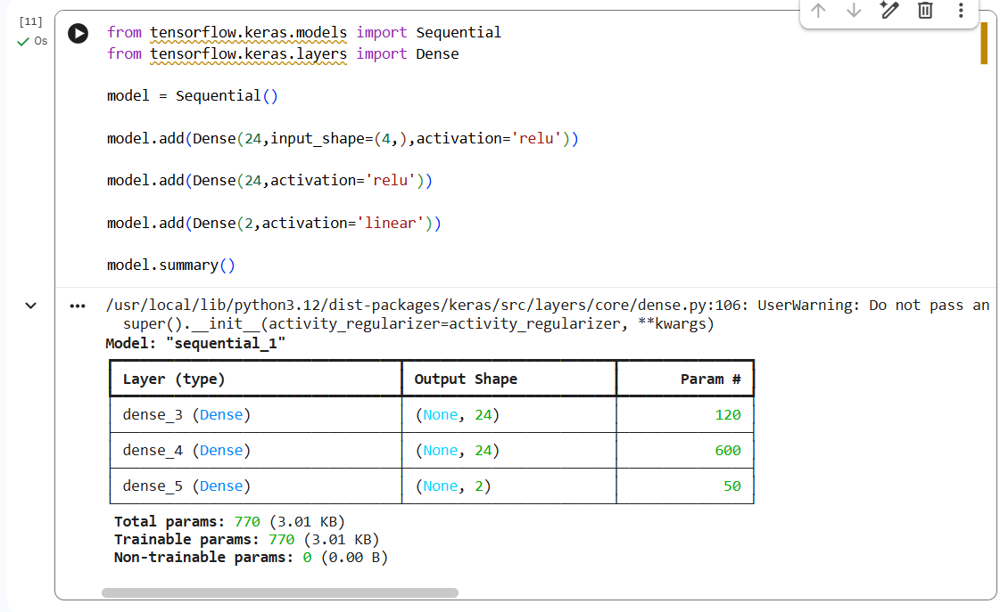 [11]
0s
from tensorflow.keras.models import Sequential
from tensorflow.keras.layers import Dense
model = Sequential()
model.add(Dense(24,input_shape=(4,),activation='relu'))
model.add(Dense(24,activation='relu'))
model.add(Dense(2,activation='linear'))
model.summary()
/usr/local/lib/python3.12/dist-packages/keras/src/layers/core/dense.py:106: UserWarning: Do not pass an
super().__init__(activity_regularizer=activity_regularizer, **kwargs)
Model: "sequential_1"
Layer (type) Output Shape Param #
dense_3 (Dense) (None, 24) 120
dense_4 (Dense) (None, 24) 600
dense_5 (Dense) (None, 2) 50
Total params: 770 (3.01 KB)
Trainable params: 770 (3.01 KB)
Non-trainable params: 0 (0.00 B)